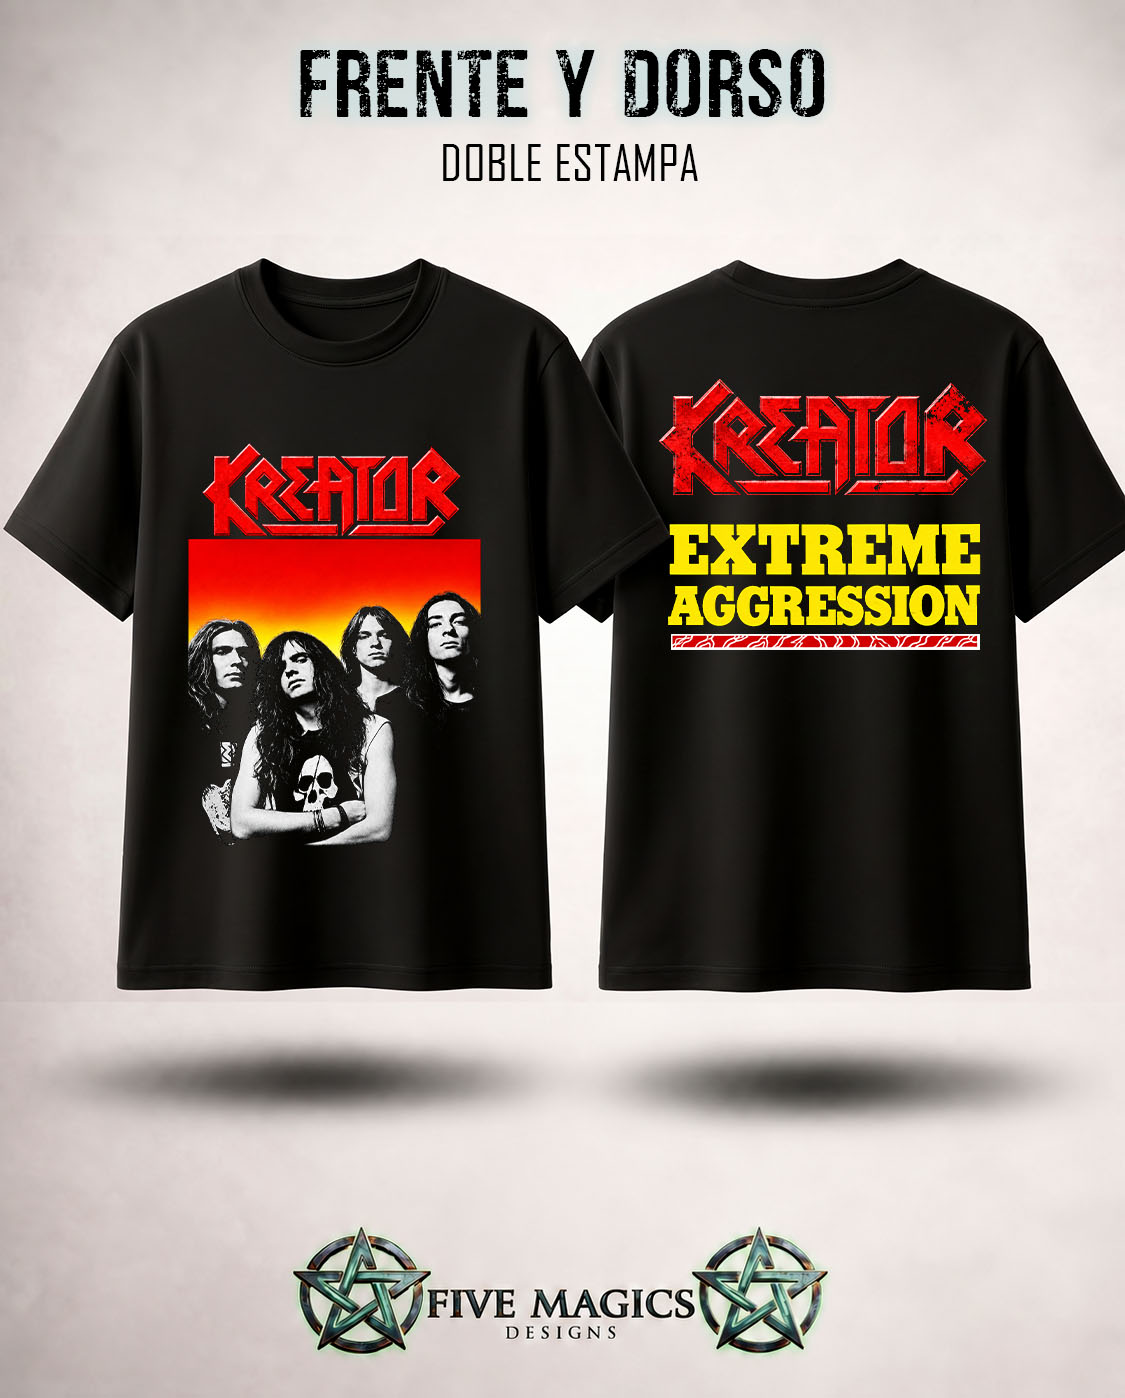 FRENTE Y DORSO
DOBLE ESTAMPA
KREATOR
KREATOR
EXTREME
AGGRESSION
FIVE MAGICS
DESIGNS